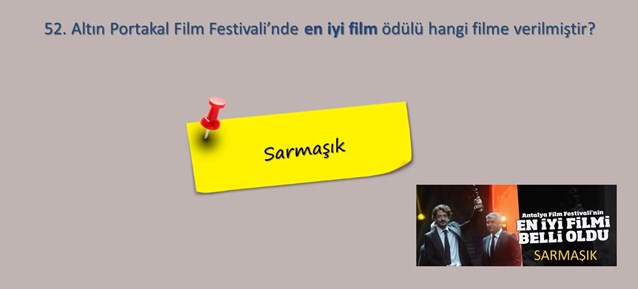 52. Altın Portakal Film Festivali’nde en iyi film ödülü hangi filme verilmiştir?
Sarmaşık
Antalya Film Festivali'nin
EN İYİ FİLMİ
BELLİ OLDU
SARMAŞIK